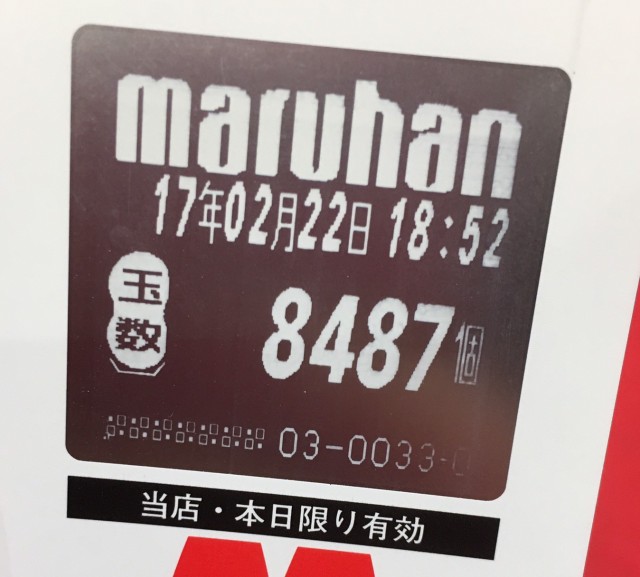 maruhan
17年02月22日 18:52
玉数
8487個
03-0033-0
当店・本日限り有効